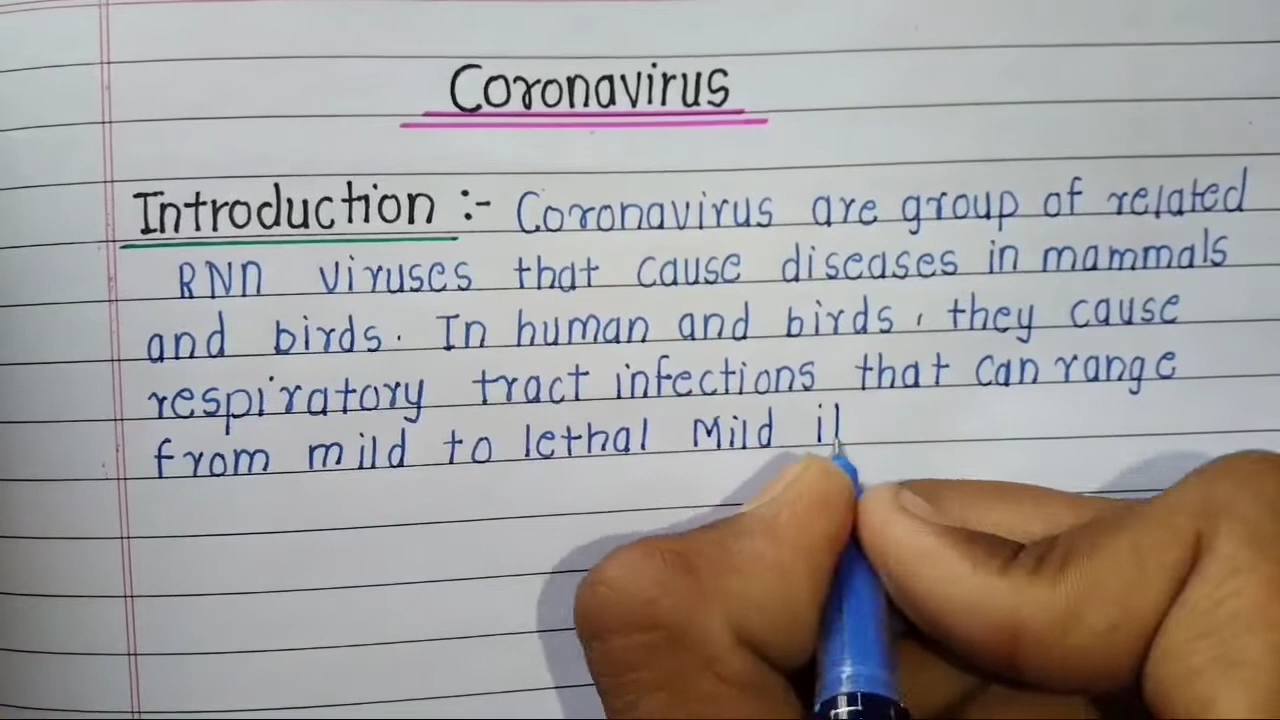 Coronavirus
Introduction :- Coronavirus are group of related
RNA viruses that cause diseases in mammals
and birds. In human and birds, they cause
respiratory tract infections that can range
from mild to lethal Mild il